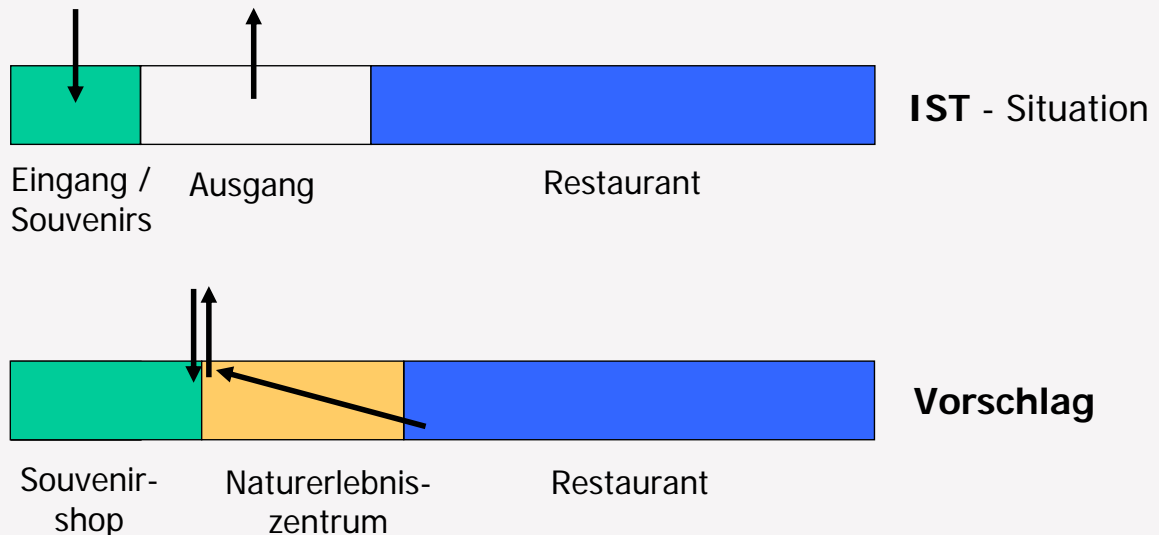 IST - Situation
Eingang /
Souvenirs
Ausgang
Restaurant
Vorschlag
Souvenir-
shop
Naturerlebnis-
zentrum
Restaurant